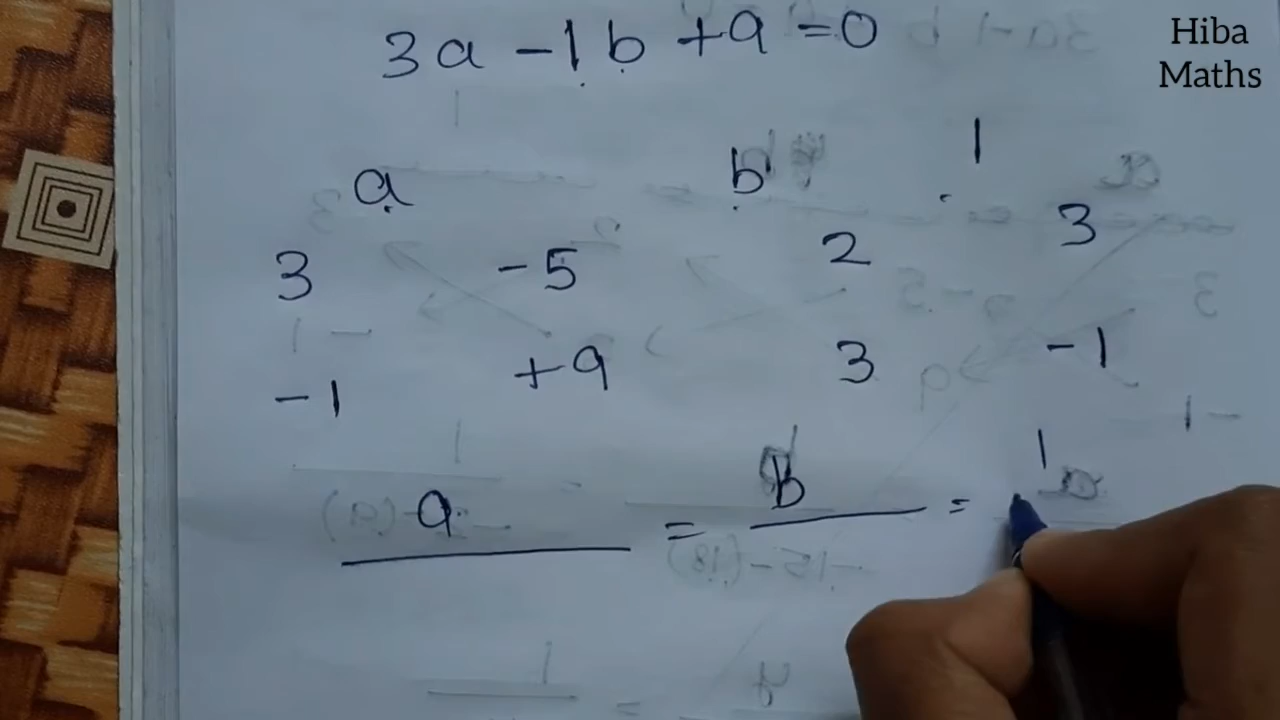 3a -1b +9 =0
Hiba
Maths
a b 1
3 -5 2 3
-1 +9 3 -1
a = b = 1